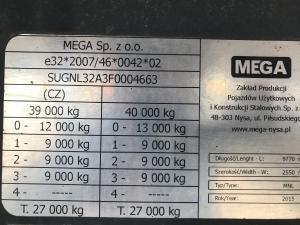 MEGA Sp. z o.o.
e32*2007/46*0042*02
SUGNL32A3F0004663
(CZ)
39 000 kg 40 000 kg
0 - 12 000 kg 0 - 13 000 kg
1 - 9 000 kg 1 - 9 000 kg
2 - 9 000 kg 2 - 9 000 kg
3 - 9 000 kg 3 - 9 000 kg
4 - 4 -
T. 27 000 kg T. 27 000 kg
MEGA
Zakład Produkcji
Pojazdów Użytkowych
i Konstrukcji Stalowych Sp. z o.
48-303 Nysa, ul. Piłsudskiego
www.mega-nysa.pl
Długość/Lenght - L: 9770 m
Szerokość/Width - W: 2550 m
Typ/Type: MNL
Rok/Year: 2015